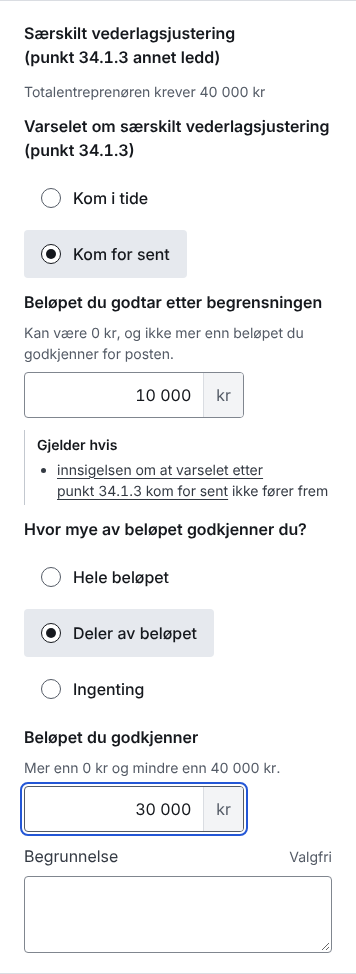 Særskilt vederlagsjustering
(punkt 34.1.3 annet ledd)
Totalentreprenøren krever 40 000 kr
Varselet om særskilt vederlagsjustering
(punkt 34.1.3)
Kom i tide
Kom for sent
Beløpet du godtar etter begrensningen
Kan være 0 kr, og ikke mer enn beløpet du
godkjenner for posten.
10 000 kr
Gjelder hvis
• innsigelsen om at varselet etter
punkt 34.1.3 kom for sent ikke fører frem
Hvor mye av beløpet godkjenner du?
Hele beløpet
Deler av beløpet
Ingenting
Beløpet du godkjenner
Mer enn 0 kr og mindre enn 40 000 kr.
30 000 kr
Begrunnelse Valgfri